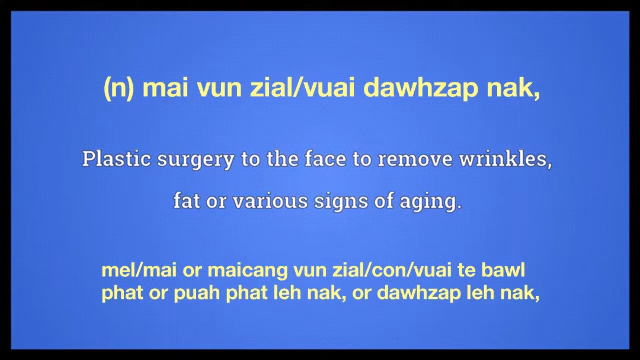 (n) mai vun zial/vuai dawhzap nak,
Plastic surgery to the face to remove wrinkles,
fat or various signs of aging.
mel/mai or maicang vun zial/con/vuai te bawl
phat or puah phat leh nak, or dawhzap leh nak,